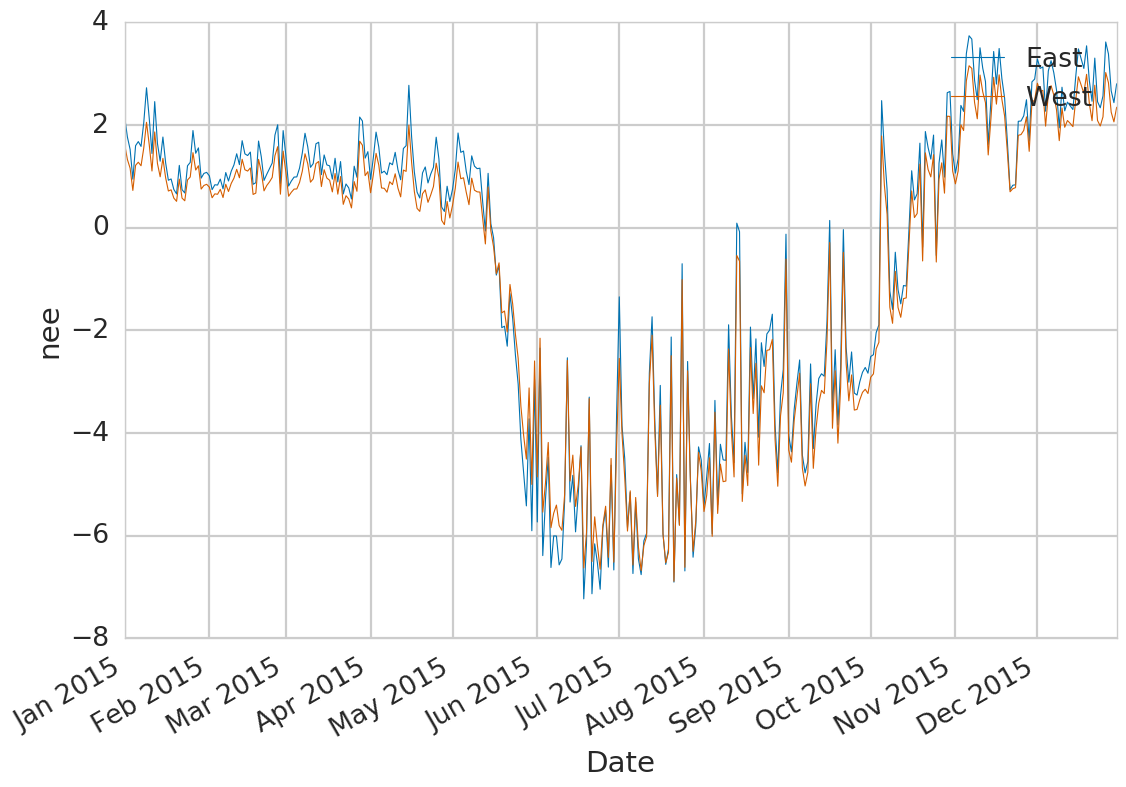 4
2
0
−2
−4
−6
−8
nee
East
West
Jan 2015
Feb 2015
Mar 2015
Apr 2015
May 2015
Jun 2015
Jul 2015
Aug 2015
Sep 2015
Oct 2015
Nov 2015
Dec 2015
Date